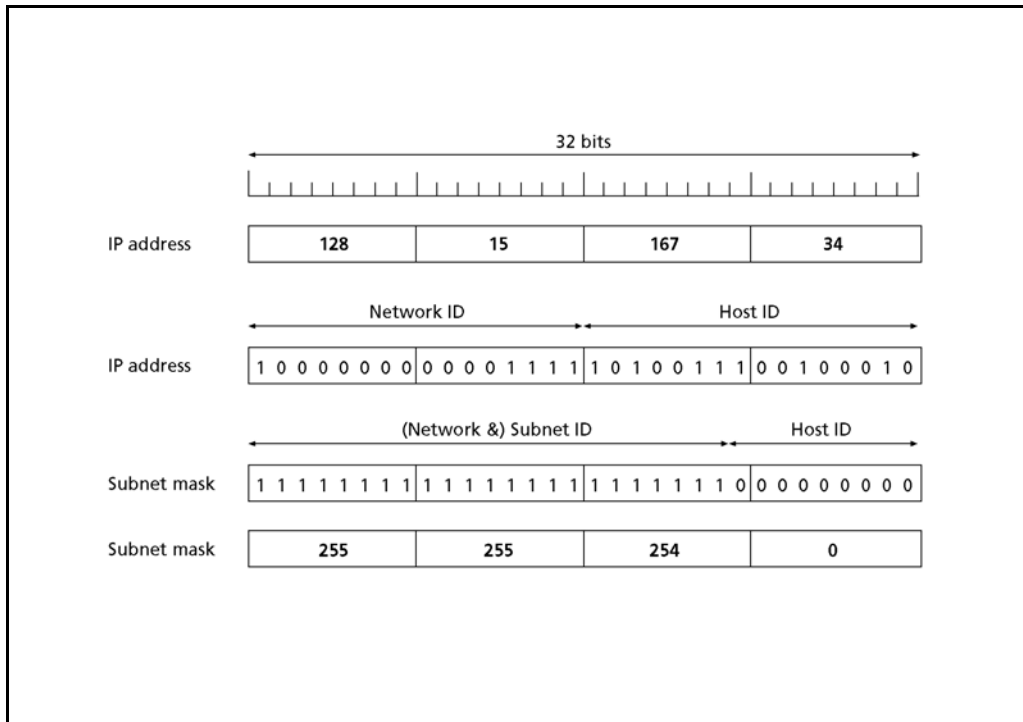 32 bits
IP address 128 15 167 34
Network ID Host ID
IP address 1 0 0 0 0 0 0 0 0 0 0 0 1 1 1 1 1 0 1 0 0 1 1 1 0 0 1 0 0 0 1 0
(Network &) Subnet ID Host ID
Subnet mask 1 1 1 1 1 1 1 1 1 1 1 1 1 1 1 1 1 1 1 1 1 1 1 0 0 0 0 0 0 0 0 0
Subnet mask 255 255 254 0